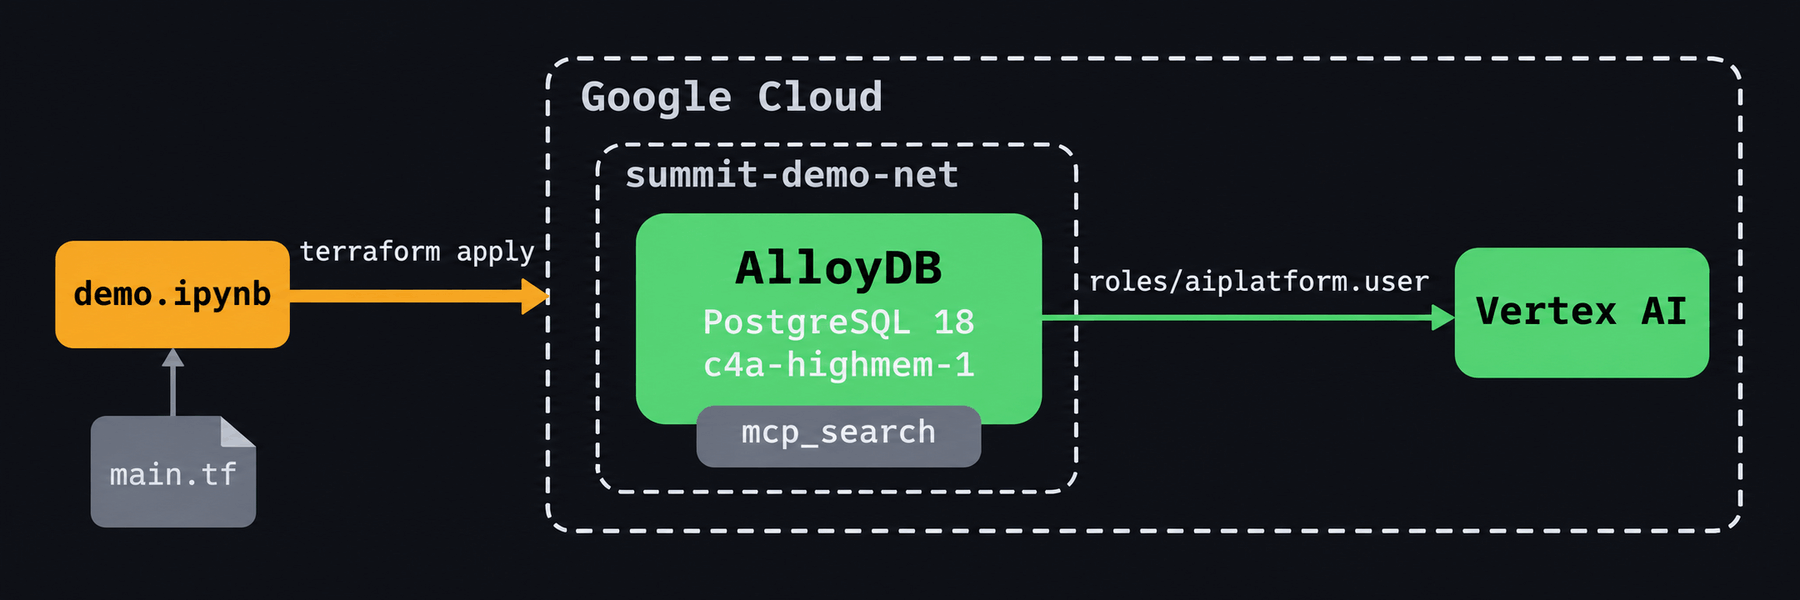 Google Cloud
summit-demo-net
demo.ipynb
terraform apply
main.tf
AlloyDB
PostgreSQL 18
c4a-highmem-1
mcp_search
roles/aiplatform.user
Vertex AI